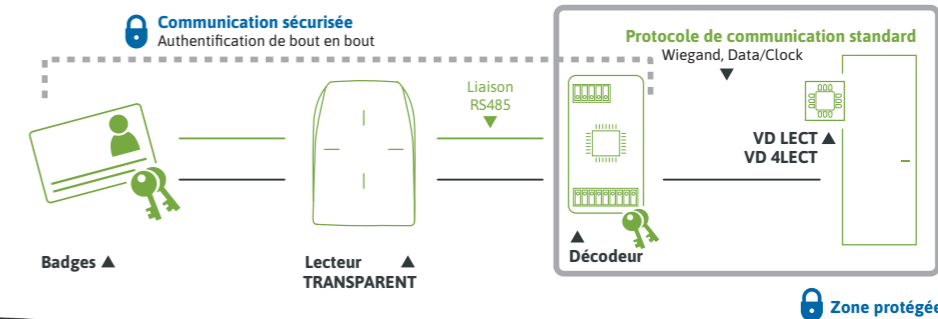 Communication sécurisée
Authentification de bout en bout
Protocole de communication standard
Wiegand, Data/Clock
Liaison
RS485
VD LECT
VD 4LECT
Badges
Lecteur
TRANSPARENT
Décodeur
Zone protégée